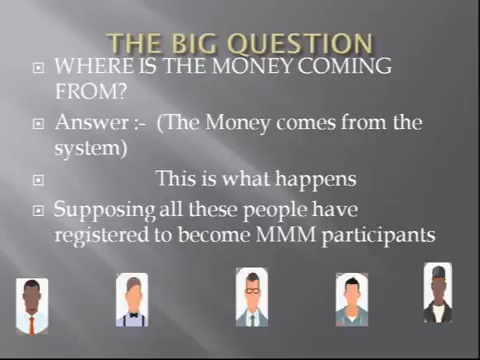 THE BIG QUESTION
WHERE IS THE MONEY COMING
FROM?
Answer :- (The Money comes from the
system)
This is what happens
Supposing all these people have
registered to become MMM participants